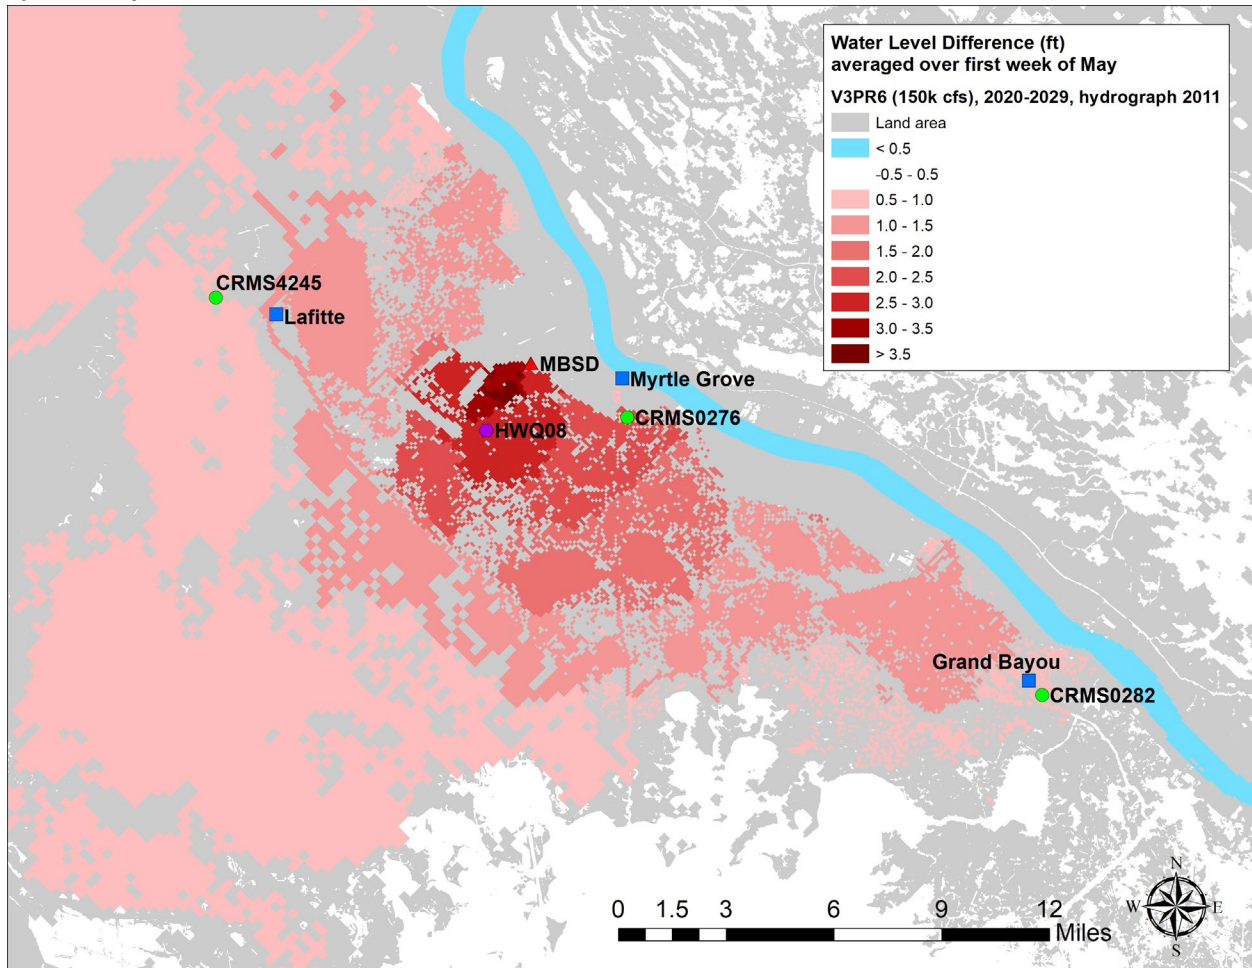 Water Level Difference (ft)
averaged over first week of May
V3PR6 (150k cfs), 2020-2029, hydrograph 2011
Land area
< 0.5
-0.5 - 0.5
0.5 - 1.0
1.0 - 1.5
1.5 - 2.0
2.0 - 2.5
2.5 - 3.0
3.0 - 3.5
> 3.5
CRMS4245
Lafitte
MBSD
Myrtle Grove
CRMS0276
HWQ08
Grand Bayou
CRMS0282
0 1.5 3 6 9 12
Miles
N
W E
S